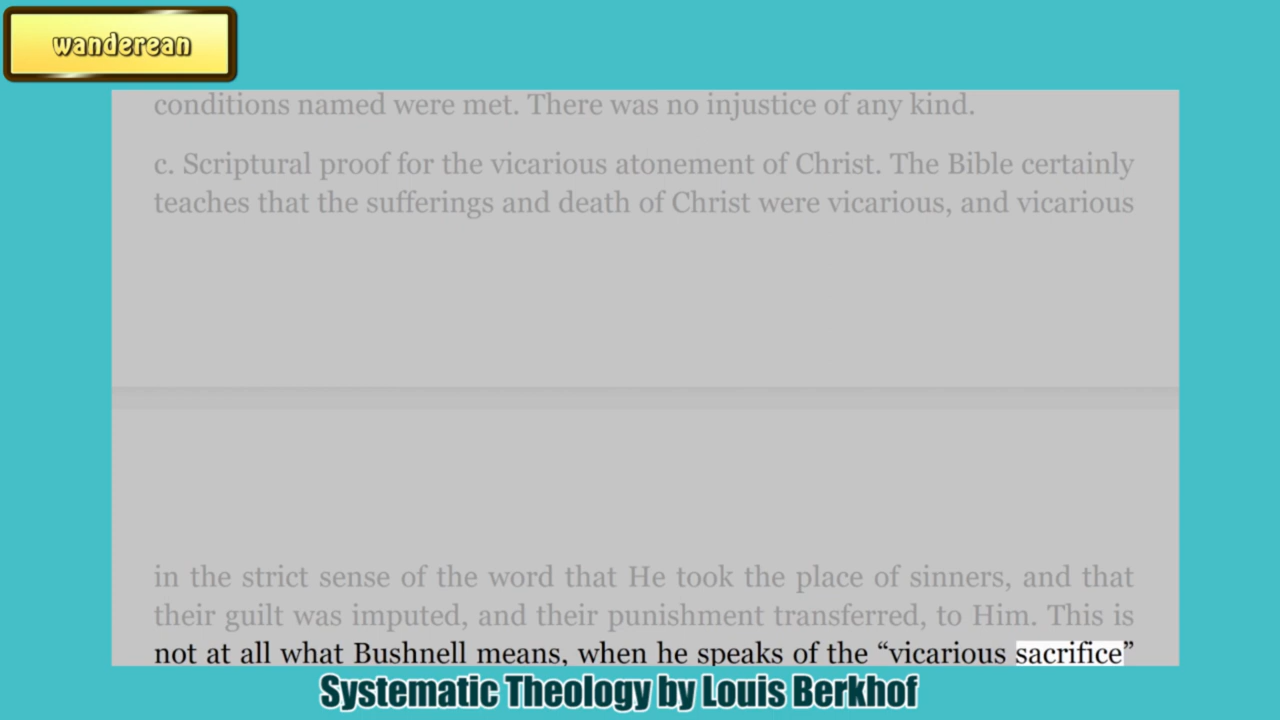 wanderean
conditions named were met. There was no injustice of any kind.
c. Scriptural proof for the vicarious atonement of Christ. The Bible certainly
teaches that the sufferings and death of Christ were vicarious, and vicarious
in the strict sense of the word that He took the place of sinners, and that
their guilt was imputed, and their punishment transferred, to Him. This is
not at all what Bushnell means, when he speaks of the “vicarious sacrifice”
Systematic Theology by Louis Berkhof